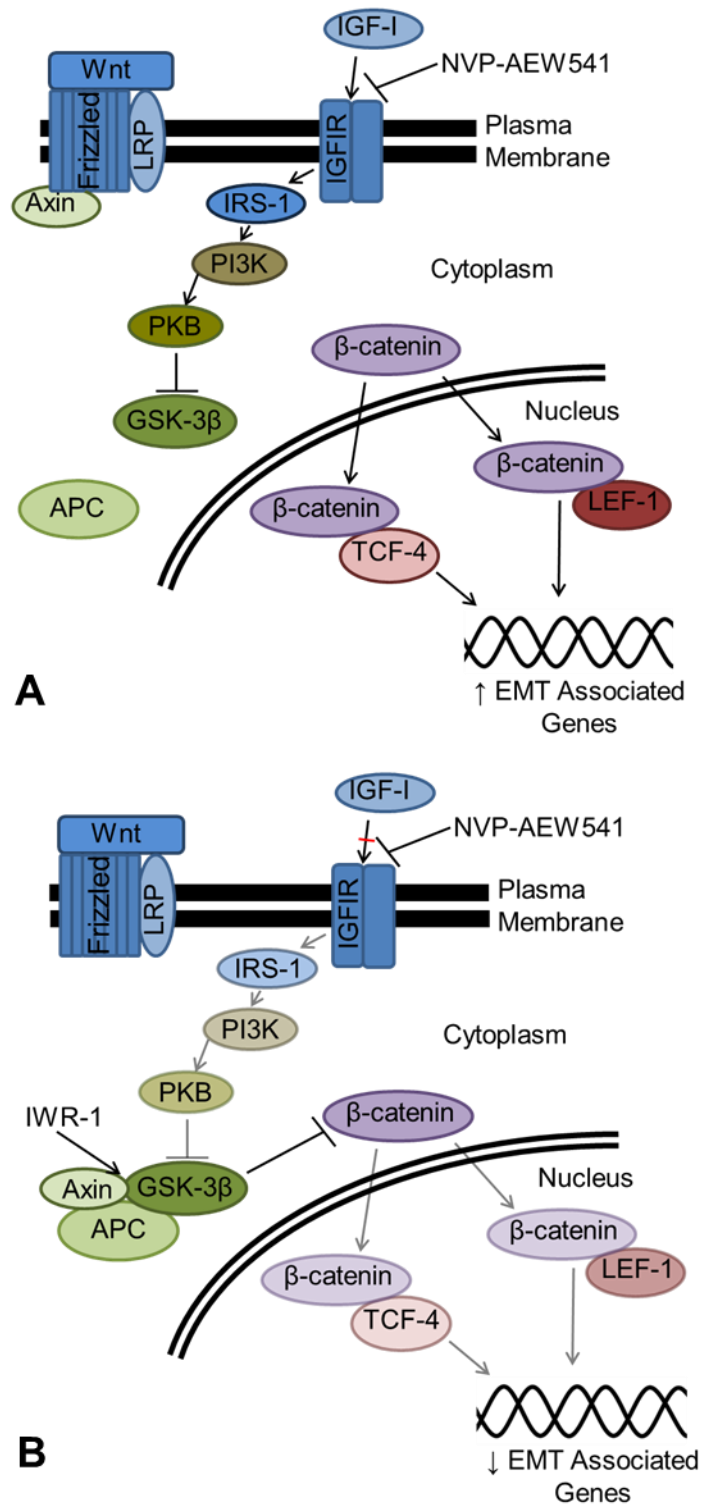 IGF-I
NVP-AEW541
Wnt
Frizzled
LRP
IGFIR
Plasma
Membrane
Axin
IRS-1
PI3K
Cytoplasm
PKB
β-catenin
GSK-3β
Nucleus
β-catenin
LEF-1
APC
β-catenin
TCF-4
A
↑ EMT Associated
Genes
IGF-I
NVP-AEW541
Wnt
Frizzled
LRP
IGFIR
Plasma
Membrane
IRS-1
PI3K
Cytoplasm
PKB
IWR-1
β-catenin
Axin
GSK-3β
APC
Nucleus
β-catenin
LEF-1
β-catenin
TCF-4
B
↓ EMT Associated
Genes